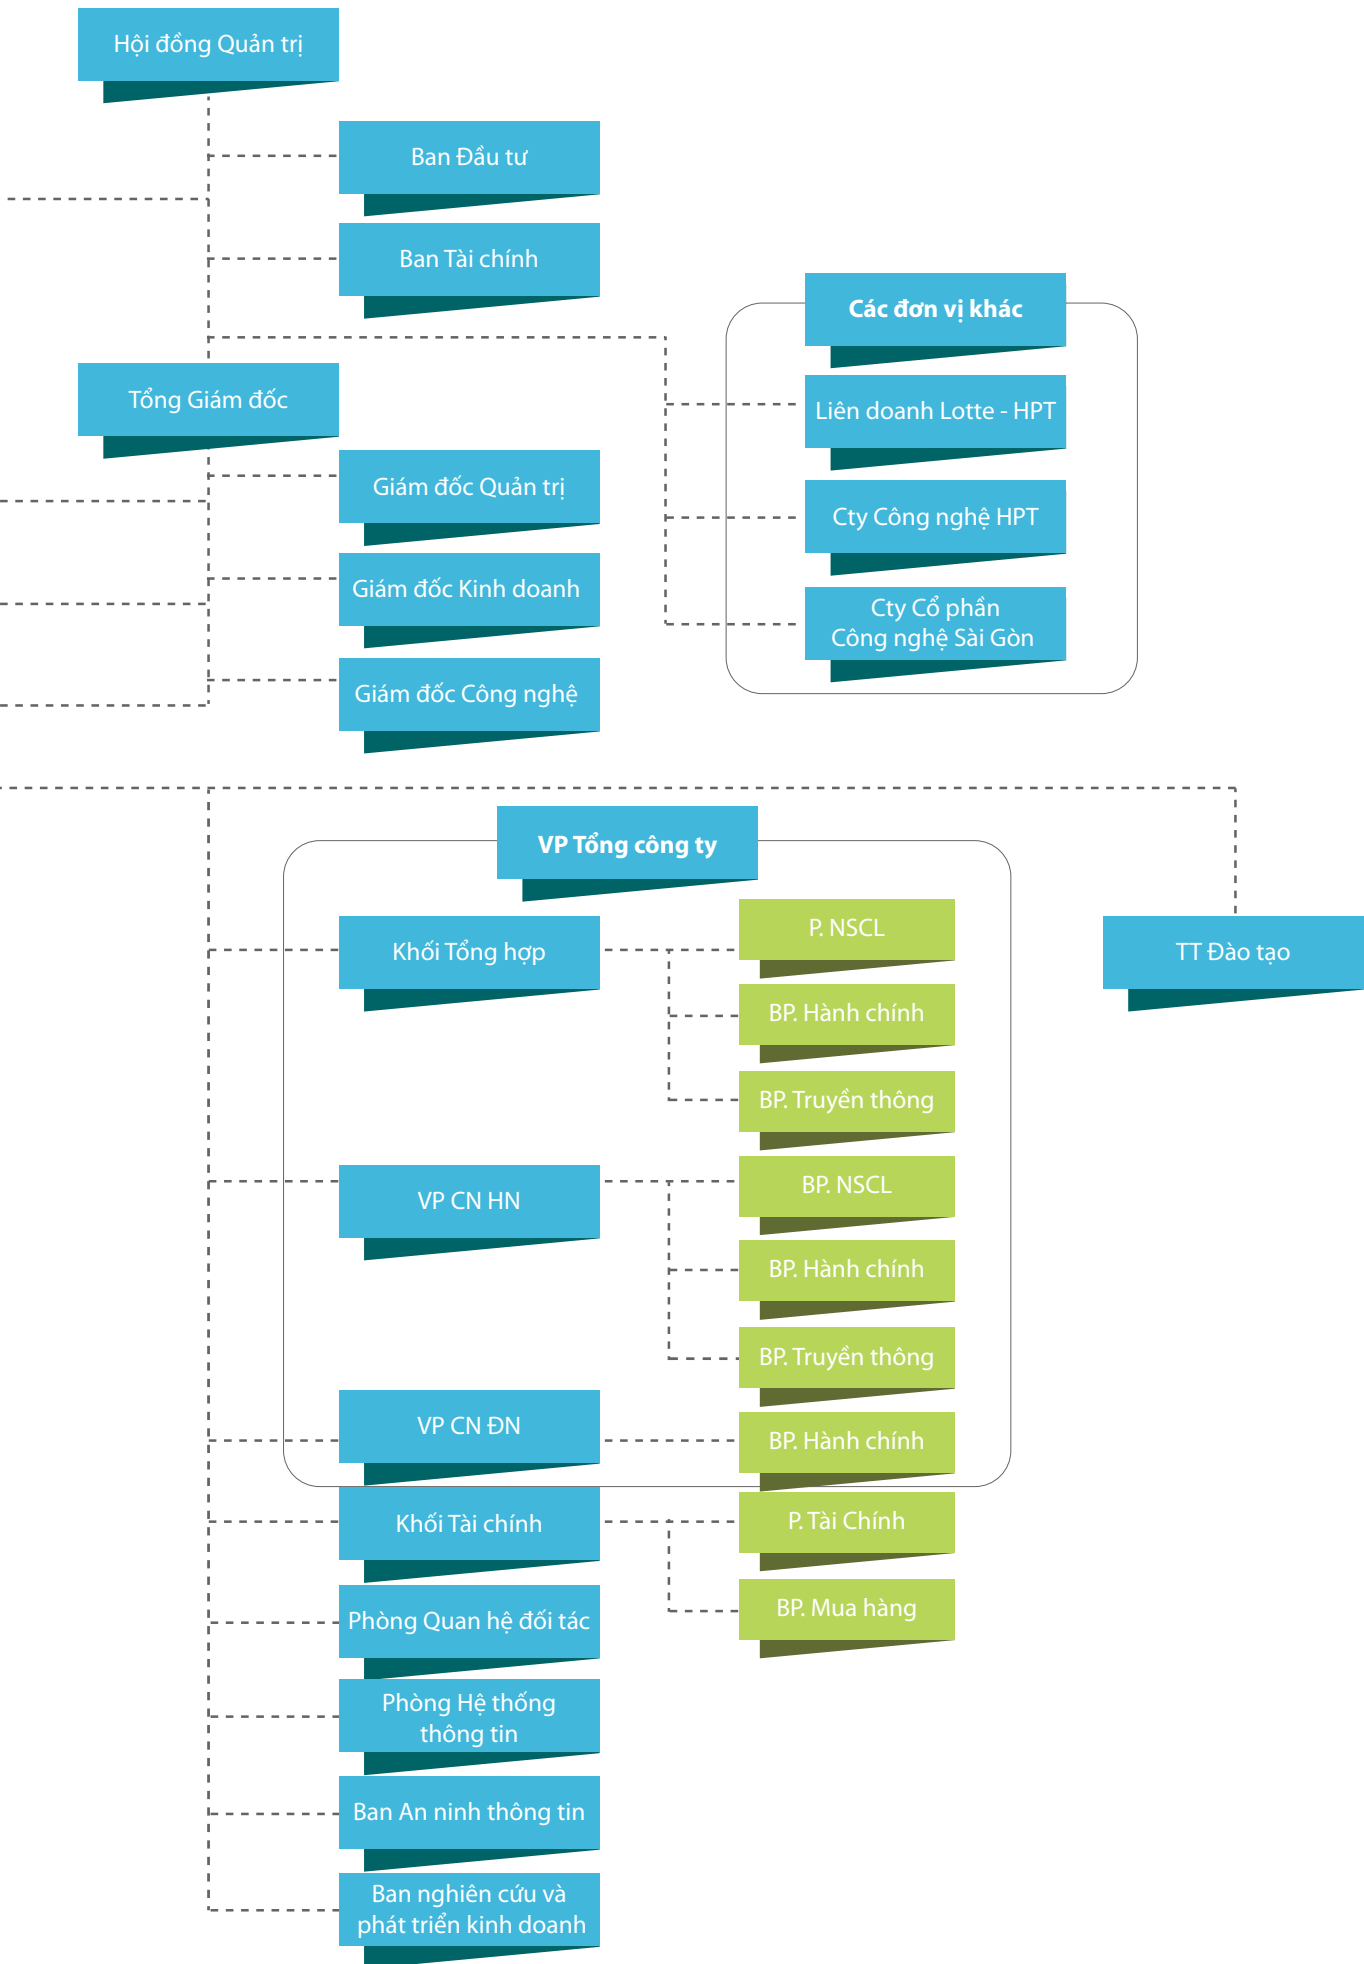 Hội đồng Quản trị
Ban Đầu tư
Ban Tài chính
Các đơn vị khác
Liên doanh Lotte - HPT
Cty Công nghệ HPT
Cty Cổ phần
Công nghệ Sài Gòn
Tổng Giám đốc
Giám đốc Quản trị
Giám đốc Kinh doanh
Giám đốc Công nghệ
VP Tổng công ty
Khối Tổng hợp
P. NSCL
BP. Hành chính
BP. Truyền thông
TT Đào tạo
VP CN HN
BP. NSCL
BP. Hành chính
BP. Truyền thông
VP CN ĐN
BP. Hành chính
Khối Tài chính
P. Tài Chính
BP. Mua hàng
Phòng Quan hệ đối tác
Phòng Hệ thống
thông tin
Ban An ninh thông tin
Ban nghiên cứu và
phát triển kinh doanh